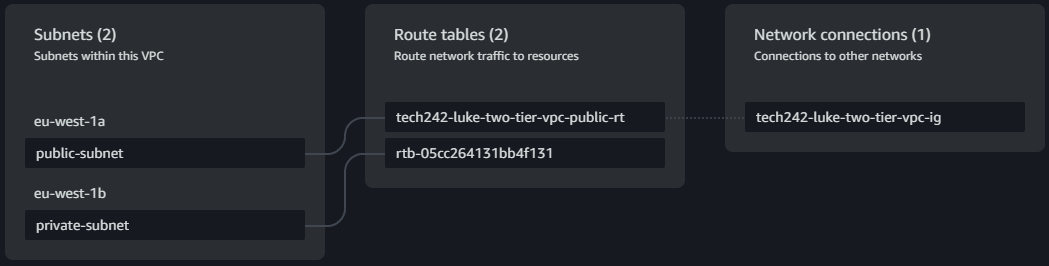 Subnets (2)
Subnets within this VPC
eu-west-1a
public-subnet
eu-west-1b
private-subnet
Route tables (2)
Route network traffic to resources
tech242-luke-two-tier-vpc-public-rt
rtb-05cc264131bb4f131
Network connections (1)
Connections to other networks
tech242-luke-two-tier-vpc-ig